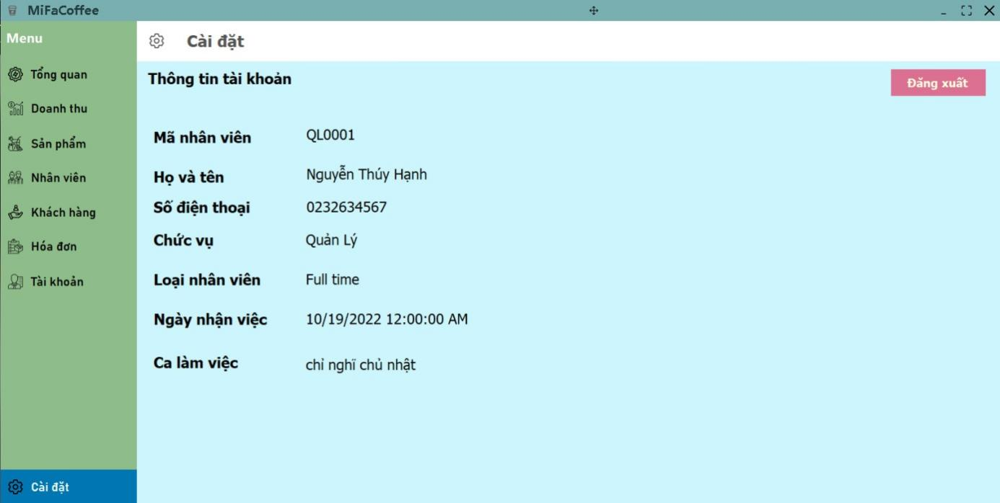 MiFaCoffee
Menu
Tổng quan
Doanh thu
Sản phẩm
Nhân viên
Khách hàng
Hóa đơn
Tài khoản
Cài đặt
Cài đặt
Thông tin tài khoản
Đăng xuất
Mã nhân viên QL0001
Họ và tên Nguyễn Thúy Hạnh
Số điện thoại 0232634567
Chức vụ Quản Lý
Loại nhân viên Full time
Ngày nhận việc 10/19/2022 12:00:00 AM
Ca làm việc chỉ nghĩ chủ nhật